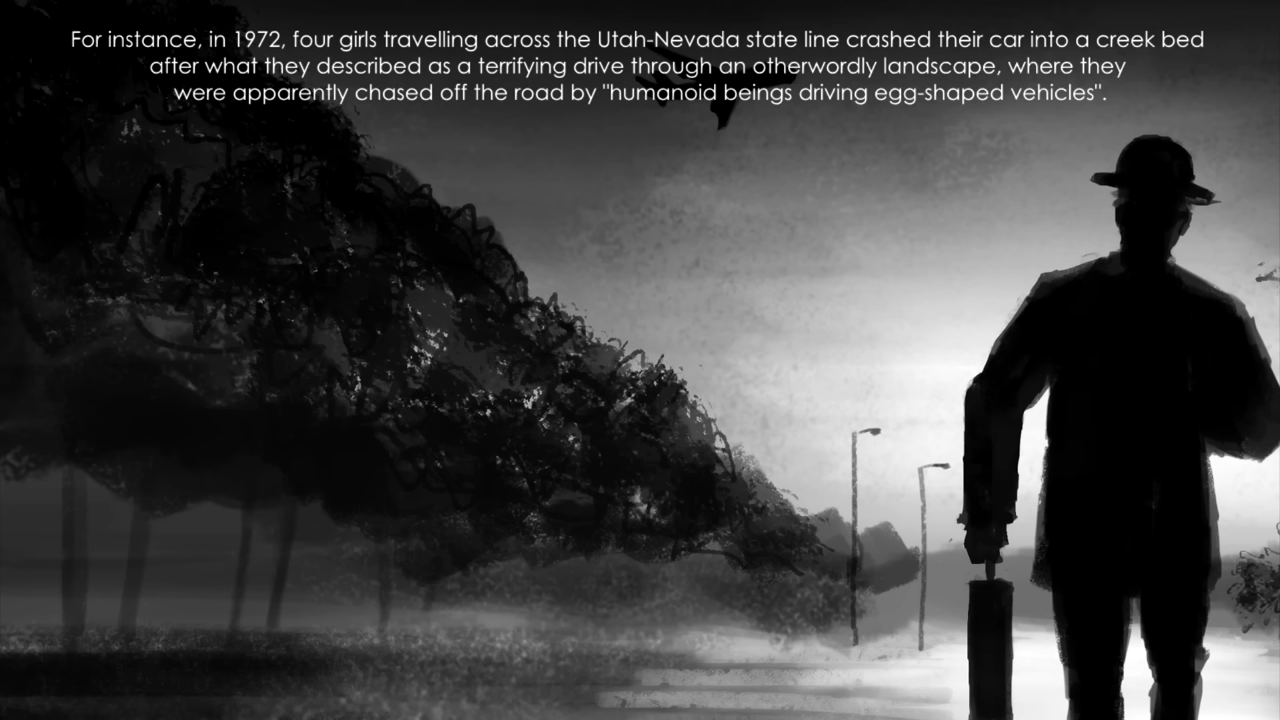 For instance, in 1972, four girls travelling across the Utah-Nevada state line crashed their car into a creek bed
after what they described as a terrifying drive through an otherwordly landscape, where they
were apparently chased off the road by "humanoid beings driving egg-shaped vehicles".